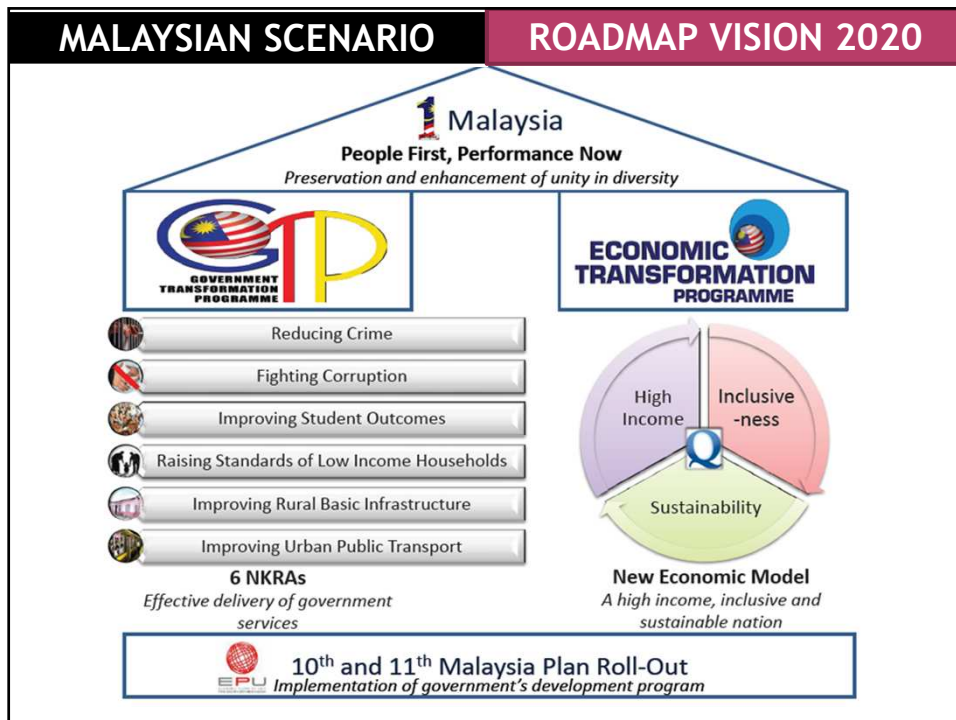 MALAYSIAN SCENARIO
ROADMAP VISION 2020
1 Malaysia
People First, Performance Now
Preservation and enhancement of unity in diversity
GTP
GOVERNMENT
TRANSFORMATION
PROGRAMME
ECONOMIC
TRANSFORMATION
PROGRAMME
Reducing Crime
Fighting Corruption
Improving Student Outcomes
Raising Standards of Low Income Households
Improving Rural Basic Infrastructure
Improving Urban Public Transport
6 NKRAs
Effective delivery of government
services
High
Income
Inclusive
-ness
Q
Sustainability
New Economic Model
A high income, inclusive and
sustainable nation
EPU
10th and 11th Malaysia Plan Roll-Out
Implementation of government's development program